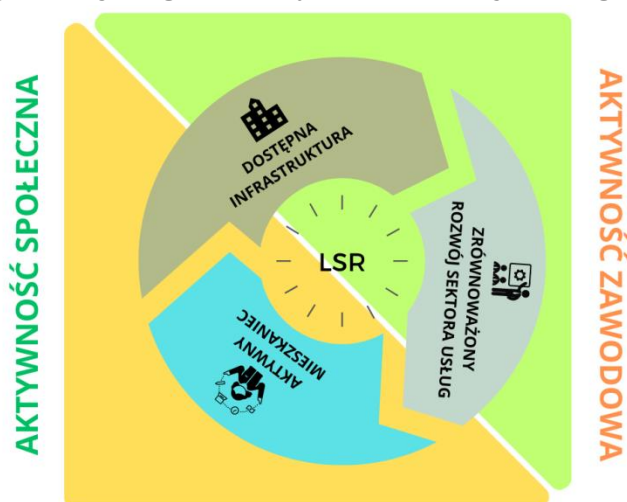 AKTYWNOŚĆ SPOŁECZNA
DOSTĘPNA
INFRASTRUKTURA
LSR
ZRÓWNOWAŻONY
ROZWÓJ SEKTORA USŁUG
AKTYWNY
MIESZKANIEC
AKTYWNOŚĆ ZAWODOWA